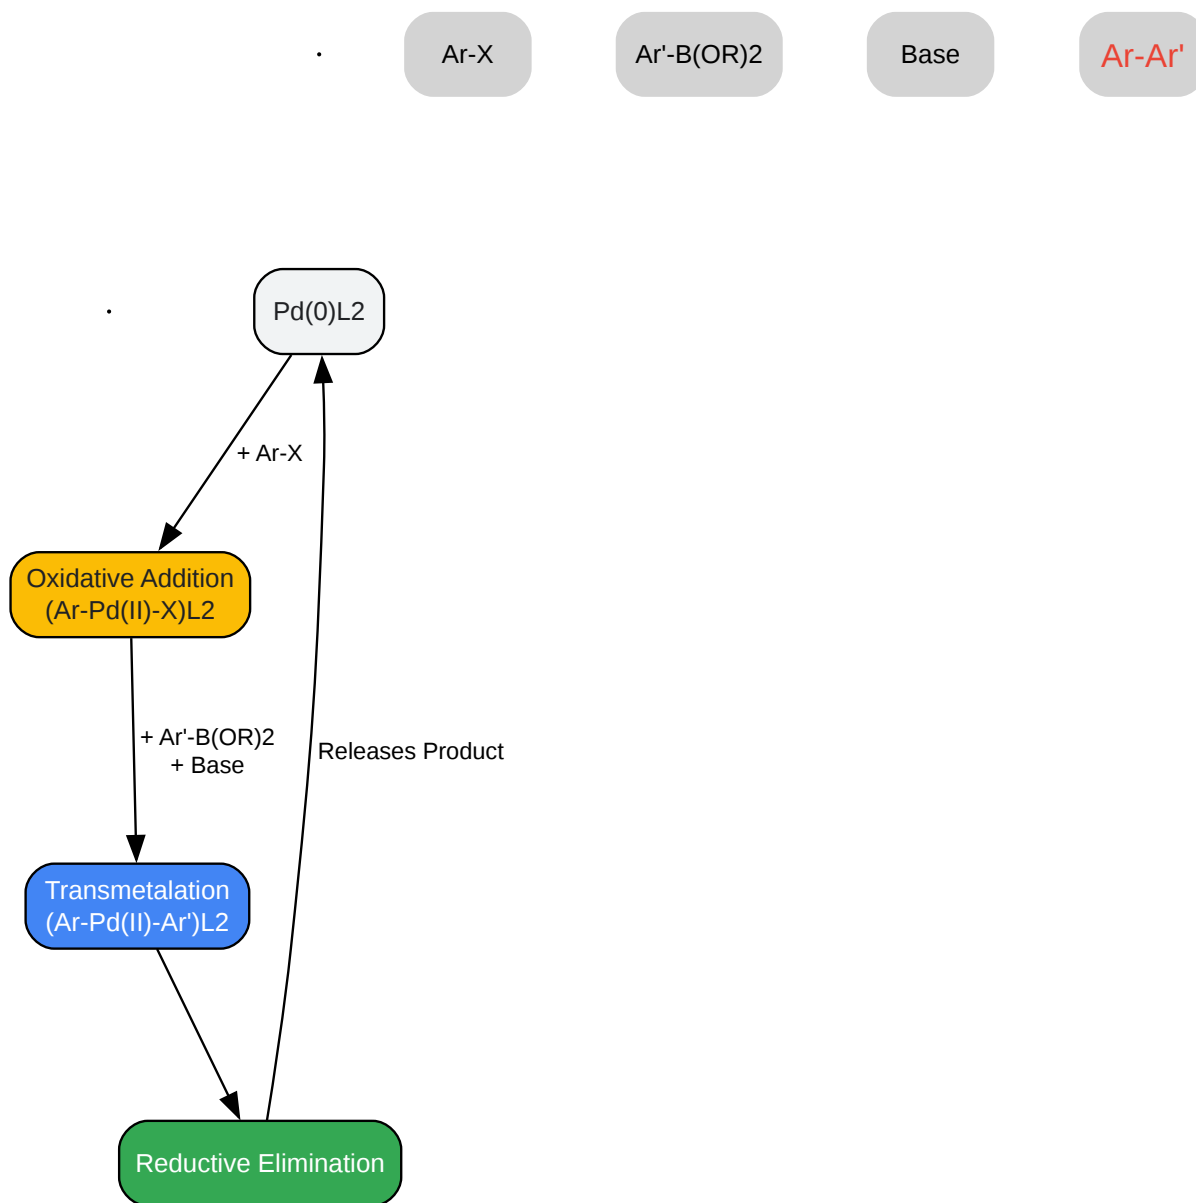 Ar-X
Ar'-B(OR)2
Base
Ar-Ar'
Pd(0)L2
+ Ar-X
Oxidative Addition
(Ar-Pd(II)-X)L2
+ Ar'-B(OR)2
+ Base
Releases Product
Transmetalation
(Ar-Pd(II)-Ar')L2
Reductive Elimination